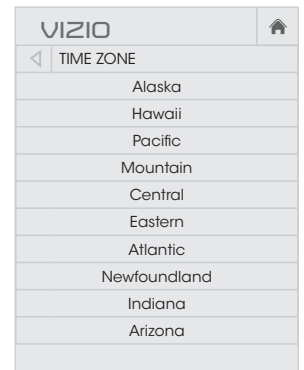 VIZIO
TIME ZONE
Alaska
Hawaii
Pacific
Mountain
Central
Eastern
Atlantic
Newfoundland
Indiana
Arizona